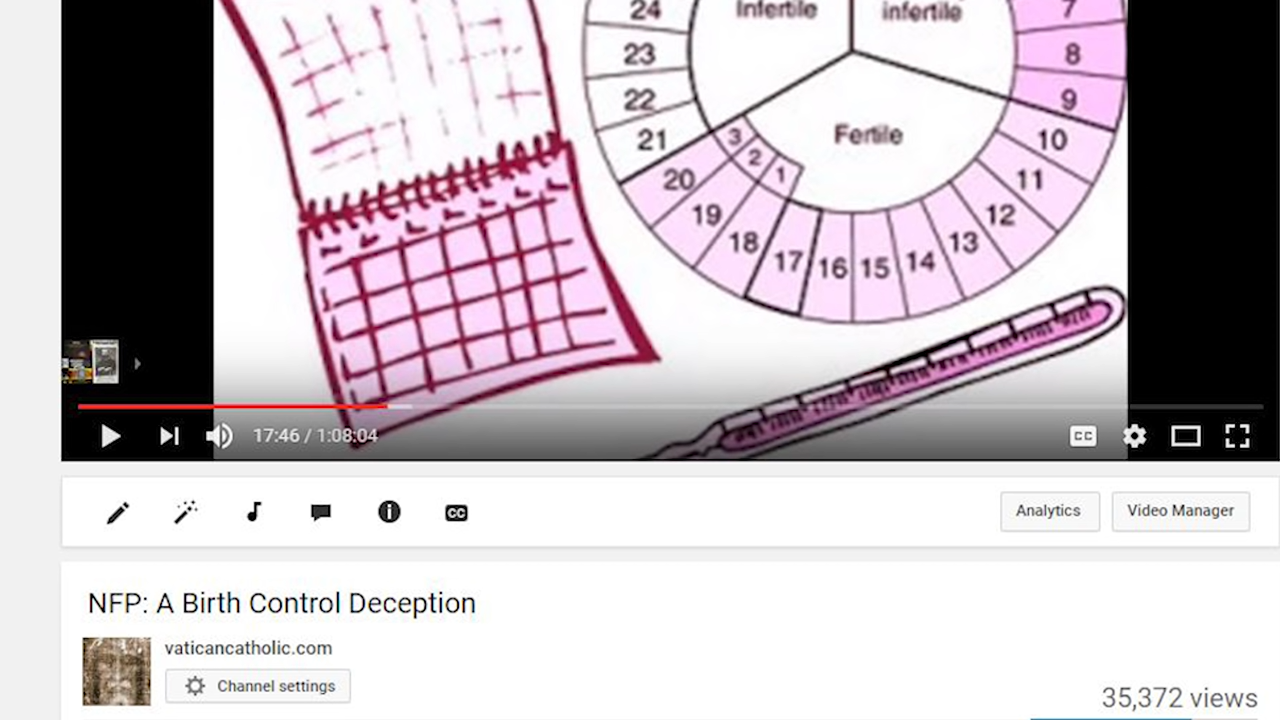 24
Infertile
infertile
7
23
8
22
9
21
3
Fertile
10
2
1
20
11
19
12
18
13
17
16
15
14
17:46 / 1:08:04
CC
CC
Analytics
Video Manager
NFP: A Birth Control Deception
vaticancatholic.com
Channel settings
35,372 views